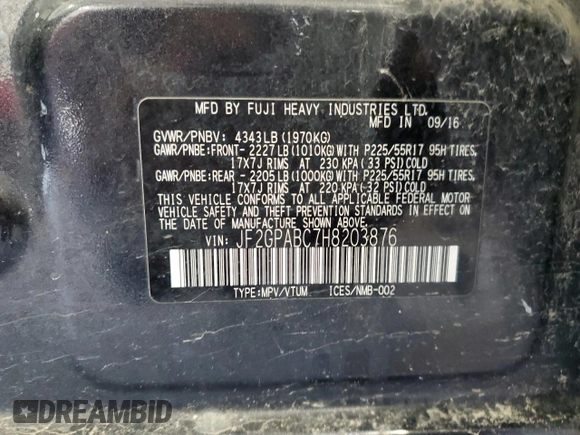 MFD BY FUJI HEAVY INDUSTRIES LTD.
MFD IN 09/16
GVWR/PNBV: 4343LB (1970KG)
GAWR/PNBE:FRONT- 2227LB (1010KG)WITH P225/55R17 95H TIRES,
17X7J RIMS AT 230 KPA (33 PSI)COLD
GAWR/PNBE:REAR - 2205LB (1000KG)WITH P225/55R17 95H TIRES,
17X7J RIMS AT 220 KPA (32 PSI)COLD
THIS VEHICLE CONFORMS TO ALL APPLICABLE FEDERAL MOTOR
VEHICLE SAFETY AND THEFT PREVENTION STANDARDS IN EFFECT ON
THE DATE OF MANUFACTURE SHOWN ABOVE.
VIN: JF2GPABC7H8203876
TYPE:MPV/VTUM ICES/NMB-002
DREAMBID